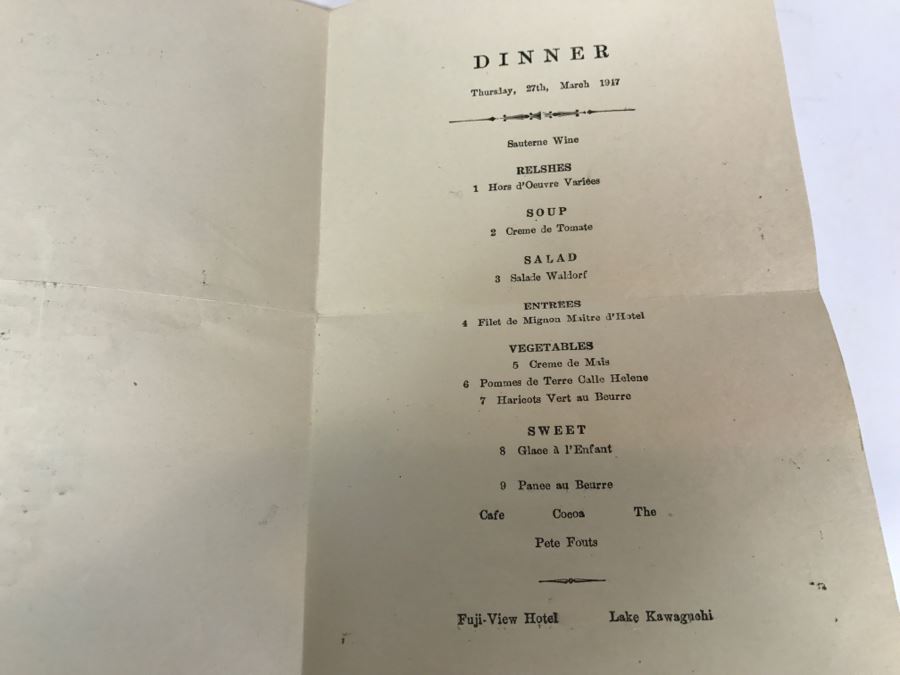 DINNER
Thursday, 27th, March 1947
Sauterne Wine
RELSHES
1 Hors d'Oeuvre Variées
SOUP
2 Creme de Tomate
SALAD
3 Salade Waldorf
ENTREES
4 Filet de Mignon Maitre d'Hotel
VEGETABLES
5 Creme de Maïs
6 Pommes de Terre Calle Helene
7 Haricots Vert au Beurre
SWEET
8 Glace à l'Enfant
9 Panee au Beurre
Cafe Cocoa The
Pete Fouts
Fuji-View Hotel Lake Kawaguchi